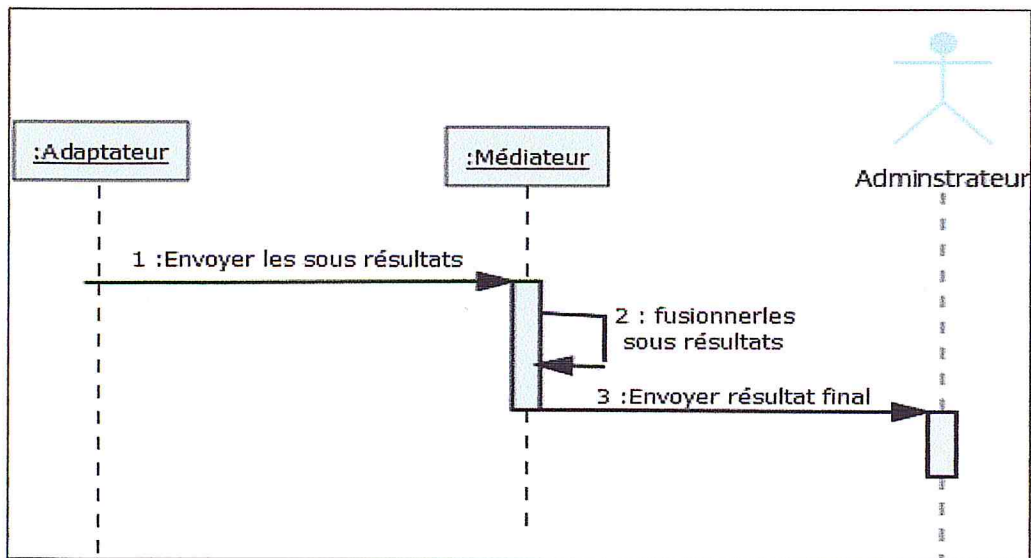 :Adaptateur
:Médiateur
Adminstrateur
1 :Envoyer les sous résultats
2 : fusionnerles
sous résultats
3 :Envoyer résultat final